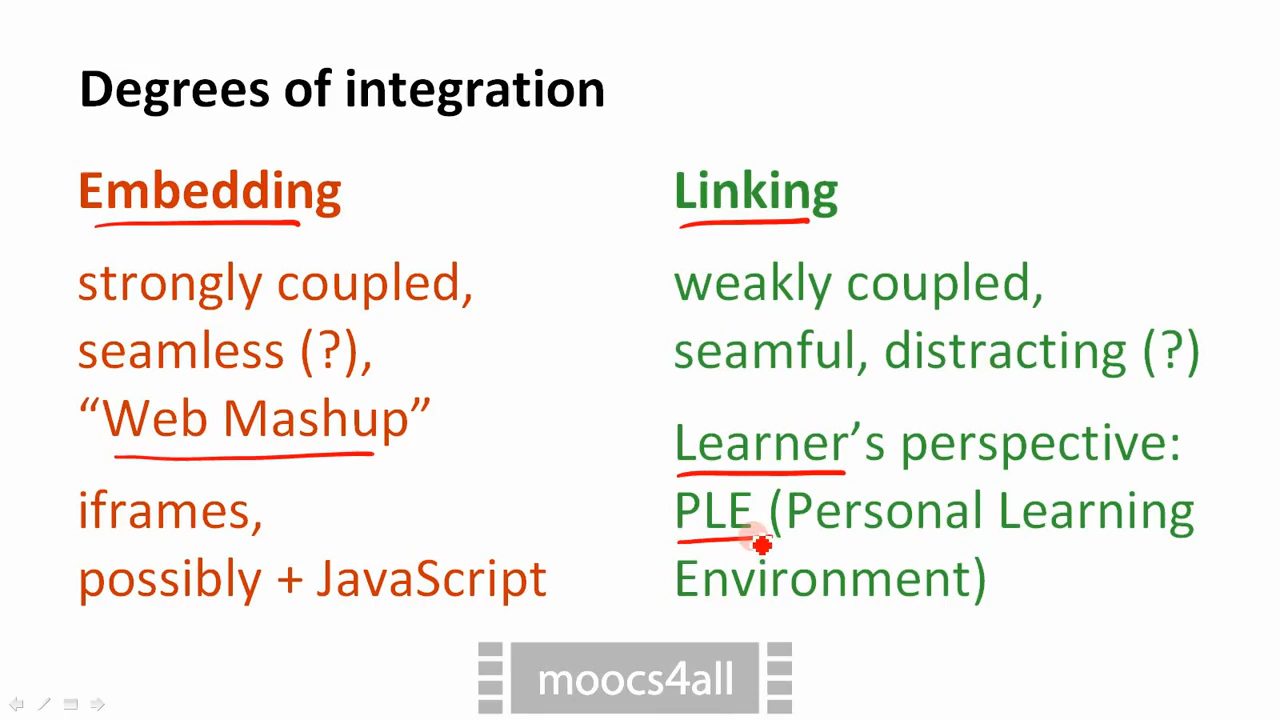 Degrees of integration
Embedding
strongly coupled,
seamless (?),
“Web Mashup”
iframes,
possibly + JavaScript
Linking
weakly coupled,
seamful, distracting (?)
Learner’s perspective:
PLE (Personal Learning
Environment)
moocs4all